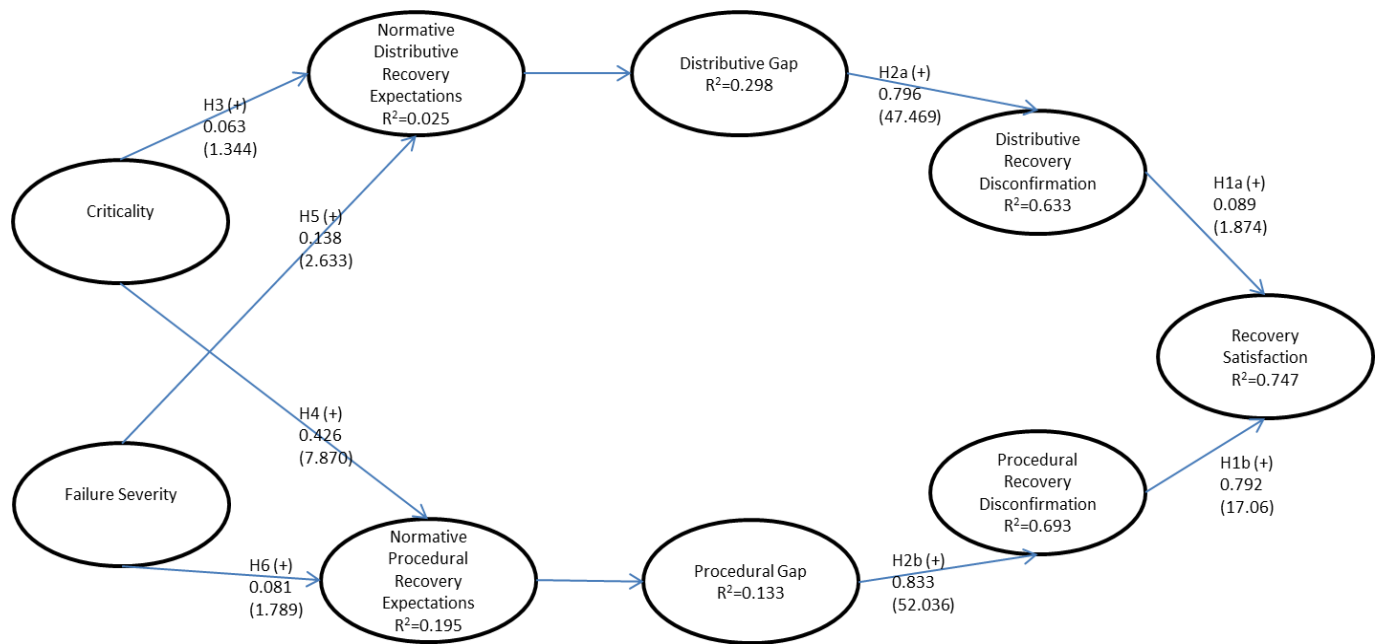 Normative
Distributive
Recovery
Expectations
R²=0.025
Distributive Gap
R²=0.298
H2a (+)
0.796
(47.469)
H3 (+)
0.063
(1.344)
Distributive
Recovery
Disconfirmation
R²=0.633
H1a (+)
0.089
(1.874)
Criticality
H5 (+)
0.138
(2.633)
Recovery
Satisfaction
R²=0.747
H4 (+)
0.426
(7.870)
Failure Severity
Procedural
Recovery
Disconfirmation
R²=0.693
H1b (+)
0.792
(17.06)
H6 (+)
0.081
(1.789)
Normative
Procedural
Recovery
Expectations
R²=0.195
Procedural Gap
R²=0.133
H2b (+)
0.833
(52.036)